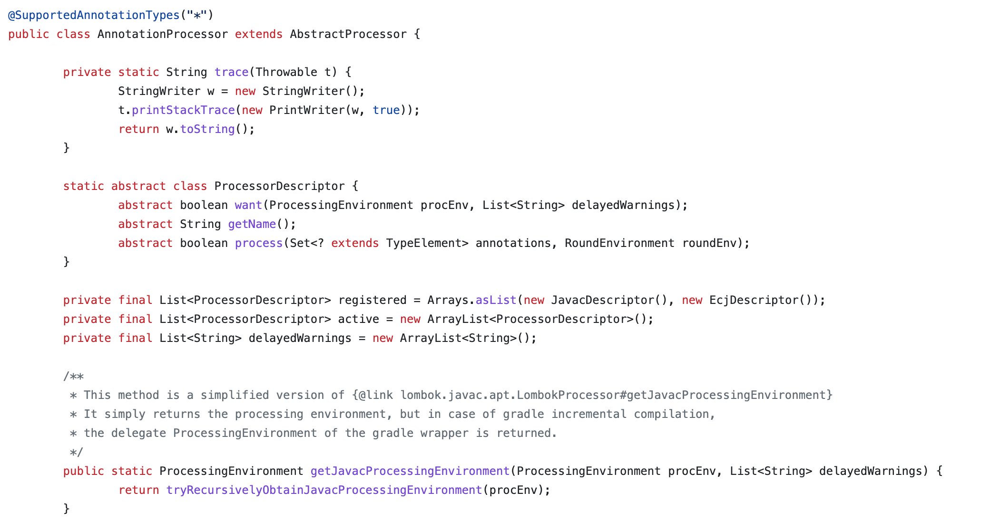 @SupportedAnnotationTypes("*")
public class AnnotationProcessor extends AbstractProcessor {
private static String trace(Throwable t) {
StringWriter w = new StringWriter();
t.printStackTrace(new PrintWriter(w, true));
return w.toString();
}
static abstract class ProcessorDescriptor {
abstract boolean want(ProcessingEnvironment procEnv, List<String> delayedWarnings);
abstract String getName();
abstract boolean process(Set<? extends TypeElement> annotations, RoundEnvironment roundEnv);
}
private final List<ProcessorDescriptor> registered = Arrays.asList(new JavacDescriptor(), new EcjDescriptor());
private final List<ProcessorDescriptor> active = new ArrayList<ProcessorDescriptor>();
private final List<String> delayedWarnings = new ArrayList<String>();
/**
* This method is a simplified version of {@link lombok.javac.apt.LombokProcessor#getJavacProcessingEnvironment}
* It simply returns the processing environment, but in case of gradle incremental compilation,
* the delegate ProcessingEnvironment of the gradle wrapper is returned.
*/
public static ProcessingEnvironment getJavacProcessingEnvironment(ProcessingEnvironment procEnv, List<String> delayedWarnings) {
return tryRecursivelyObtainJavacProcessingEnvironment(procEnv);
}